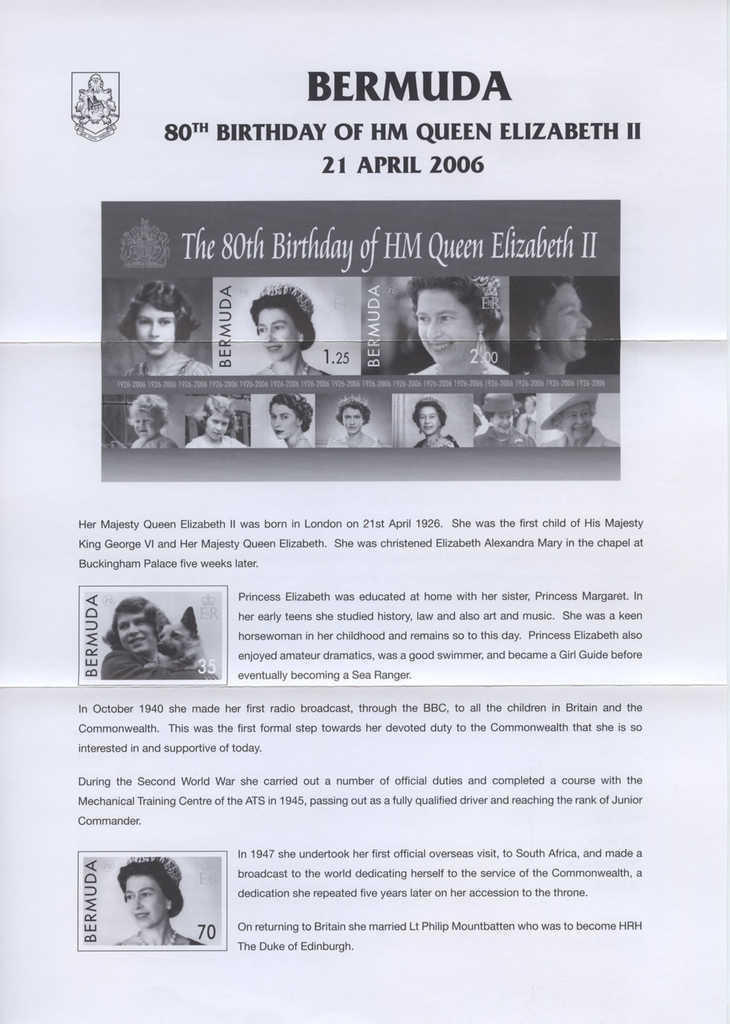 BERMUDA
80TH BIRTHDAY OF HM QUEEN ELIZABETH II
21 APRIL 2006
The 80th Birthday of HM Queen Elizabeth II
BERMUDA
1.25
BERMUDA
ER
2.00
1926-2006 1926-2006 1926-2006 1926-2006 1926-2006 1926-2006 1926-2006 1926-2006 1926-2006 1926-2006 1926-2006 1926-2006 1926-2006
Her Majesty Queen Elizabeth II was born in London on 21st April 1926. She was the first child of His Majesty
King George VI and Her Majesty Queen Elizabeth. She was christened Elizabeth Alexandra Mary in the chapel at
Buckingham Palace five weeks later.
BERMUDA
ER
35
Princess Elizabeth was educated at home with her sister, Princess Margaret. In
her early teens she studied history, law and also art and music. She was a keen
horsewoman in her childhood and remains so to this day. Princess Elizabeth also
enjoyed amateur dramatics, was a good swimmer, and became a Girl Guide before
eventually becoming a Sea Ranger.
In October 1940 she made her first radio broadcast, through the BBC, to all the children in Britain and the
Commonwealth. This was the first formal step towards her devoted duty to the Commonwealth that she is so
interested in and supportive of today.
During the Second World War she carried out a number of official duties and completed a course with the
Mechanical Training Centre of the ATS in 1945, passing out as a fully qualified driver and reaching the rank of Junior
Commander.
BERMUDA
ER
70
In 1947 she undertook her first official overseas visit, to South Africa, and made a
broadcast to the world dedicating herself to the service of the Commonwealth, a
dedication she repeated five years later on her accession to the throne.
On returning to Britain she married Lt Philip Mountbatten who was to become HRH
The Duke of Edinburgh.